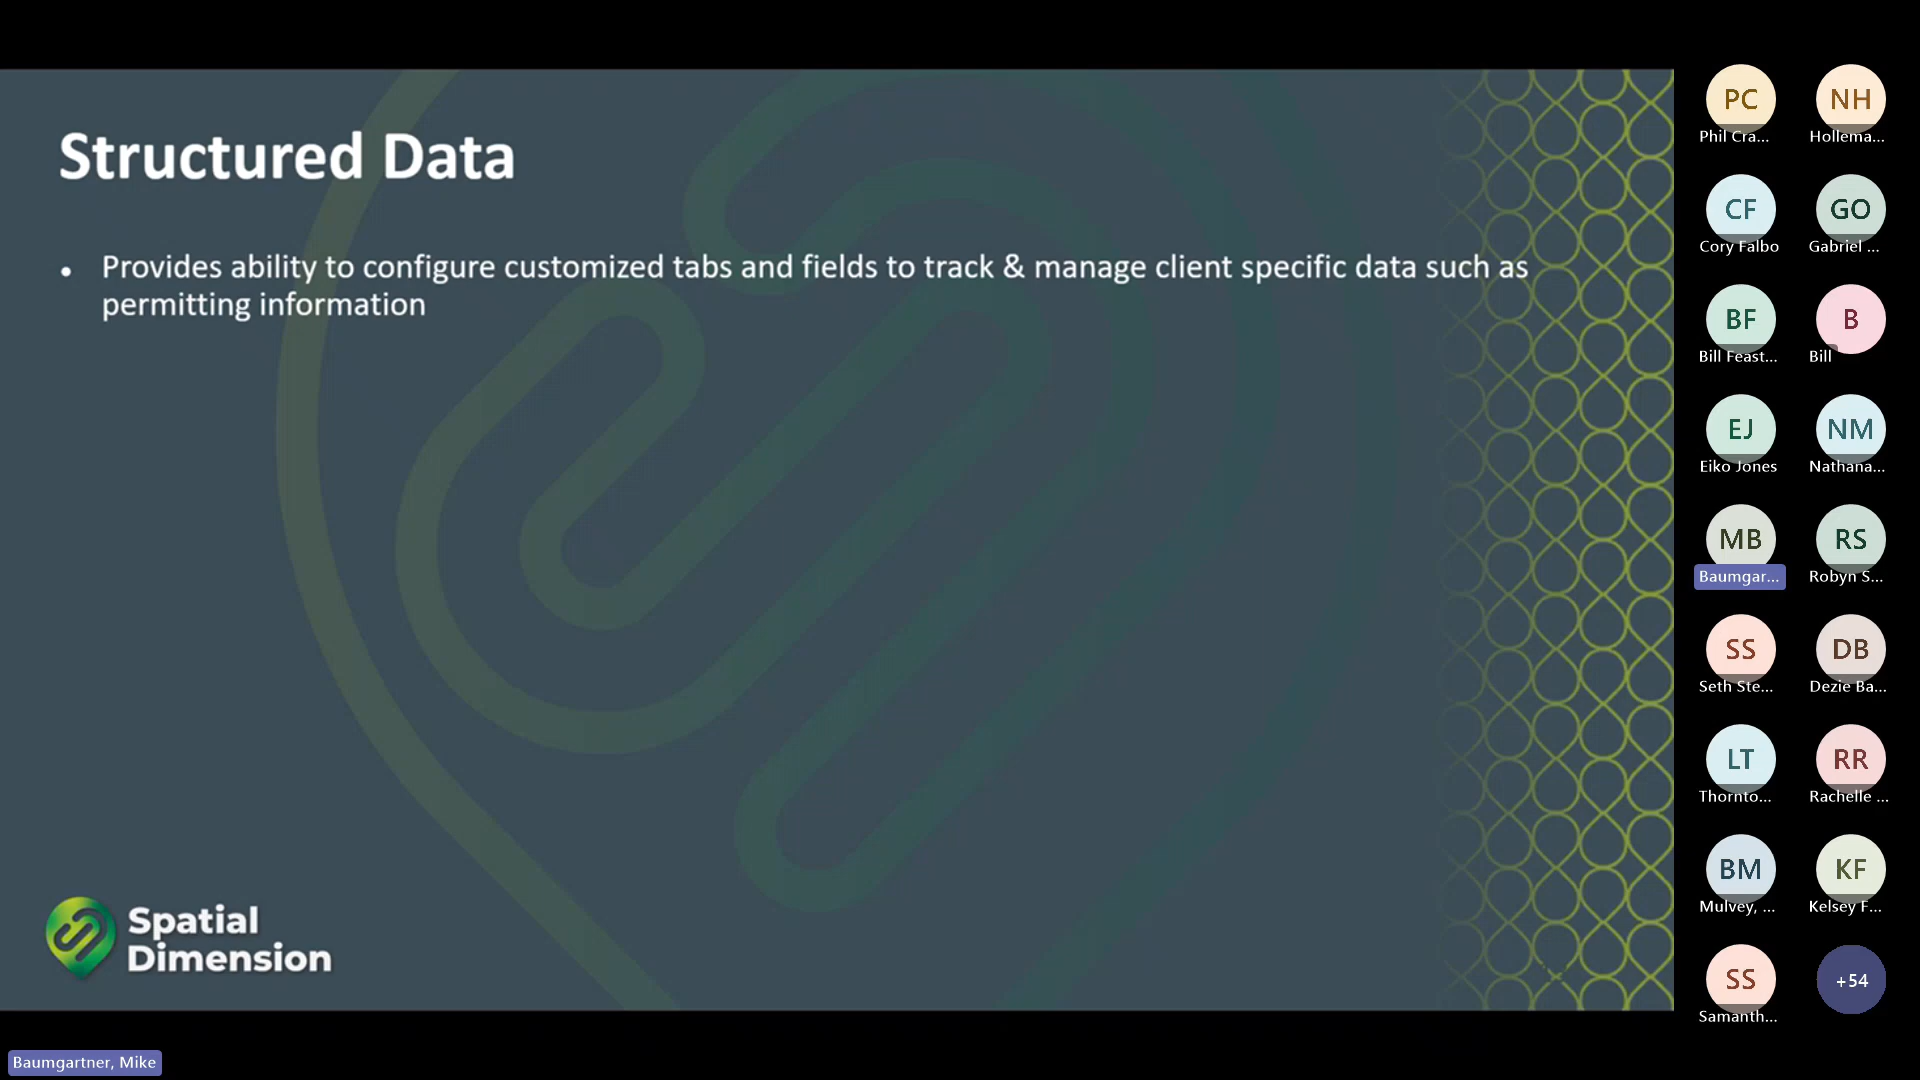 Structured Data
• Provides ability to configure customized tabs and fields to track & manage client specific data such as
permitting information
Spatial
Dimension
Baumgartner, Mike
PC
NH
Phil Cra...
Hollema...
CF
GO
Cory Falbo
Gabriel ...
BF
B
Bill Feast...
Bill
EJ
NM
Eiko Jones
Nathana...
MB
RS
Baumgar...
Robyn S...
SS
DB
Seth Ste...
Dezie Ba...
LT
RR
Thornto...
Rachelle ...
BM
KF
Mulvey, ...
Kelsey F...
SS
+54
Samanth...